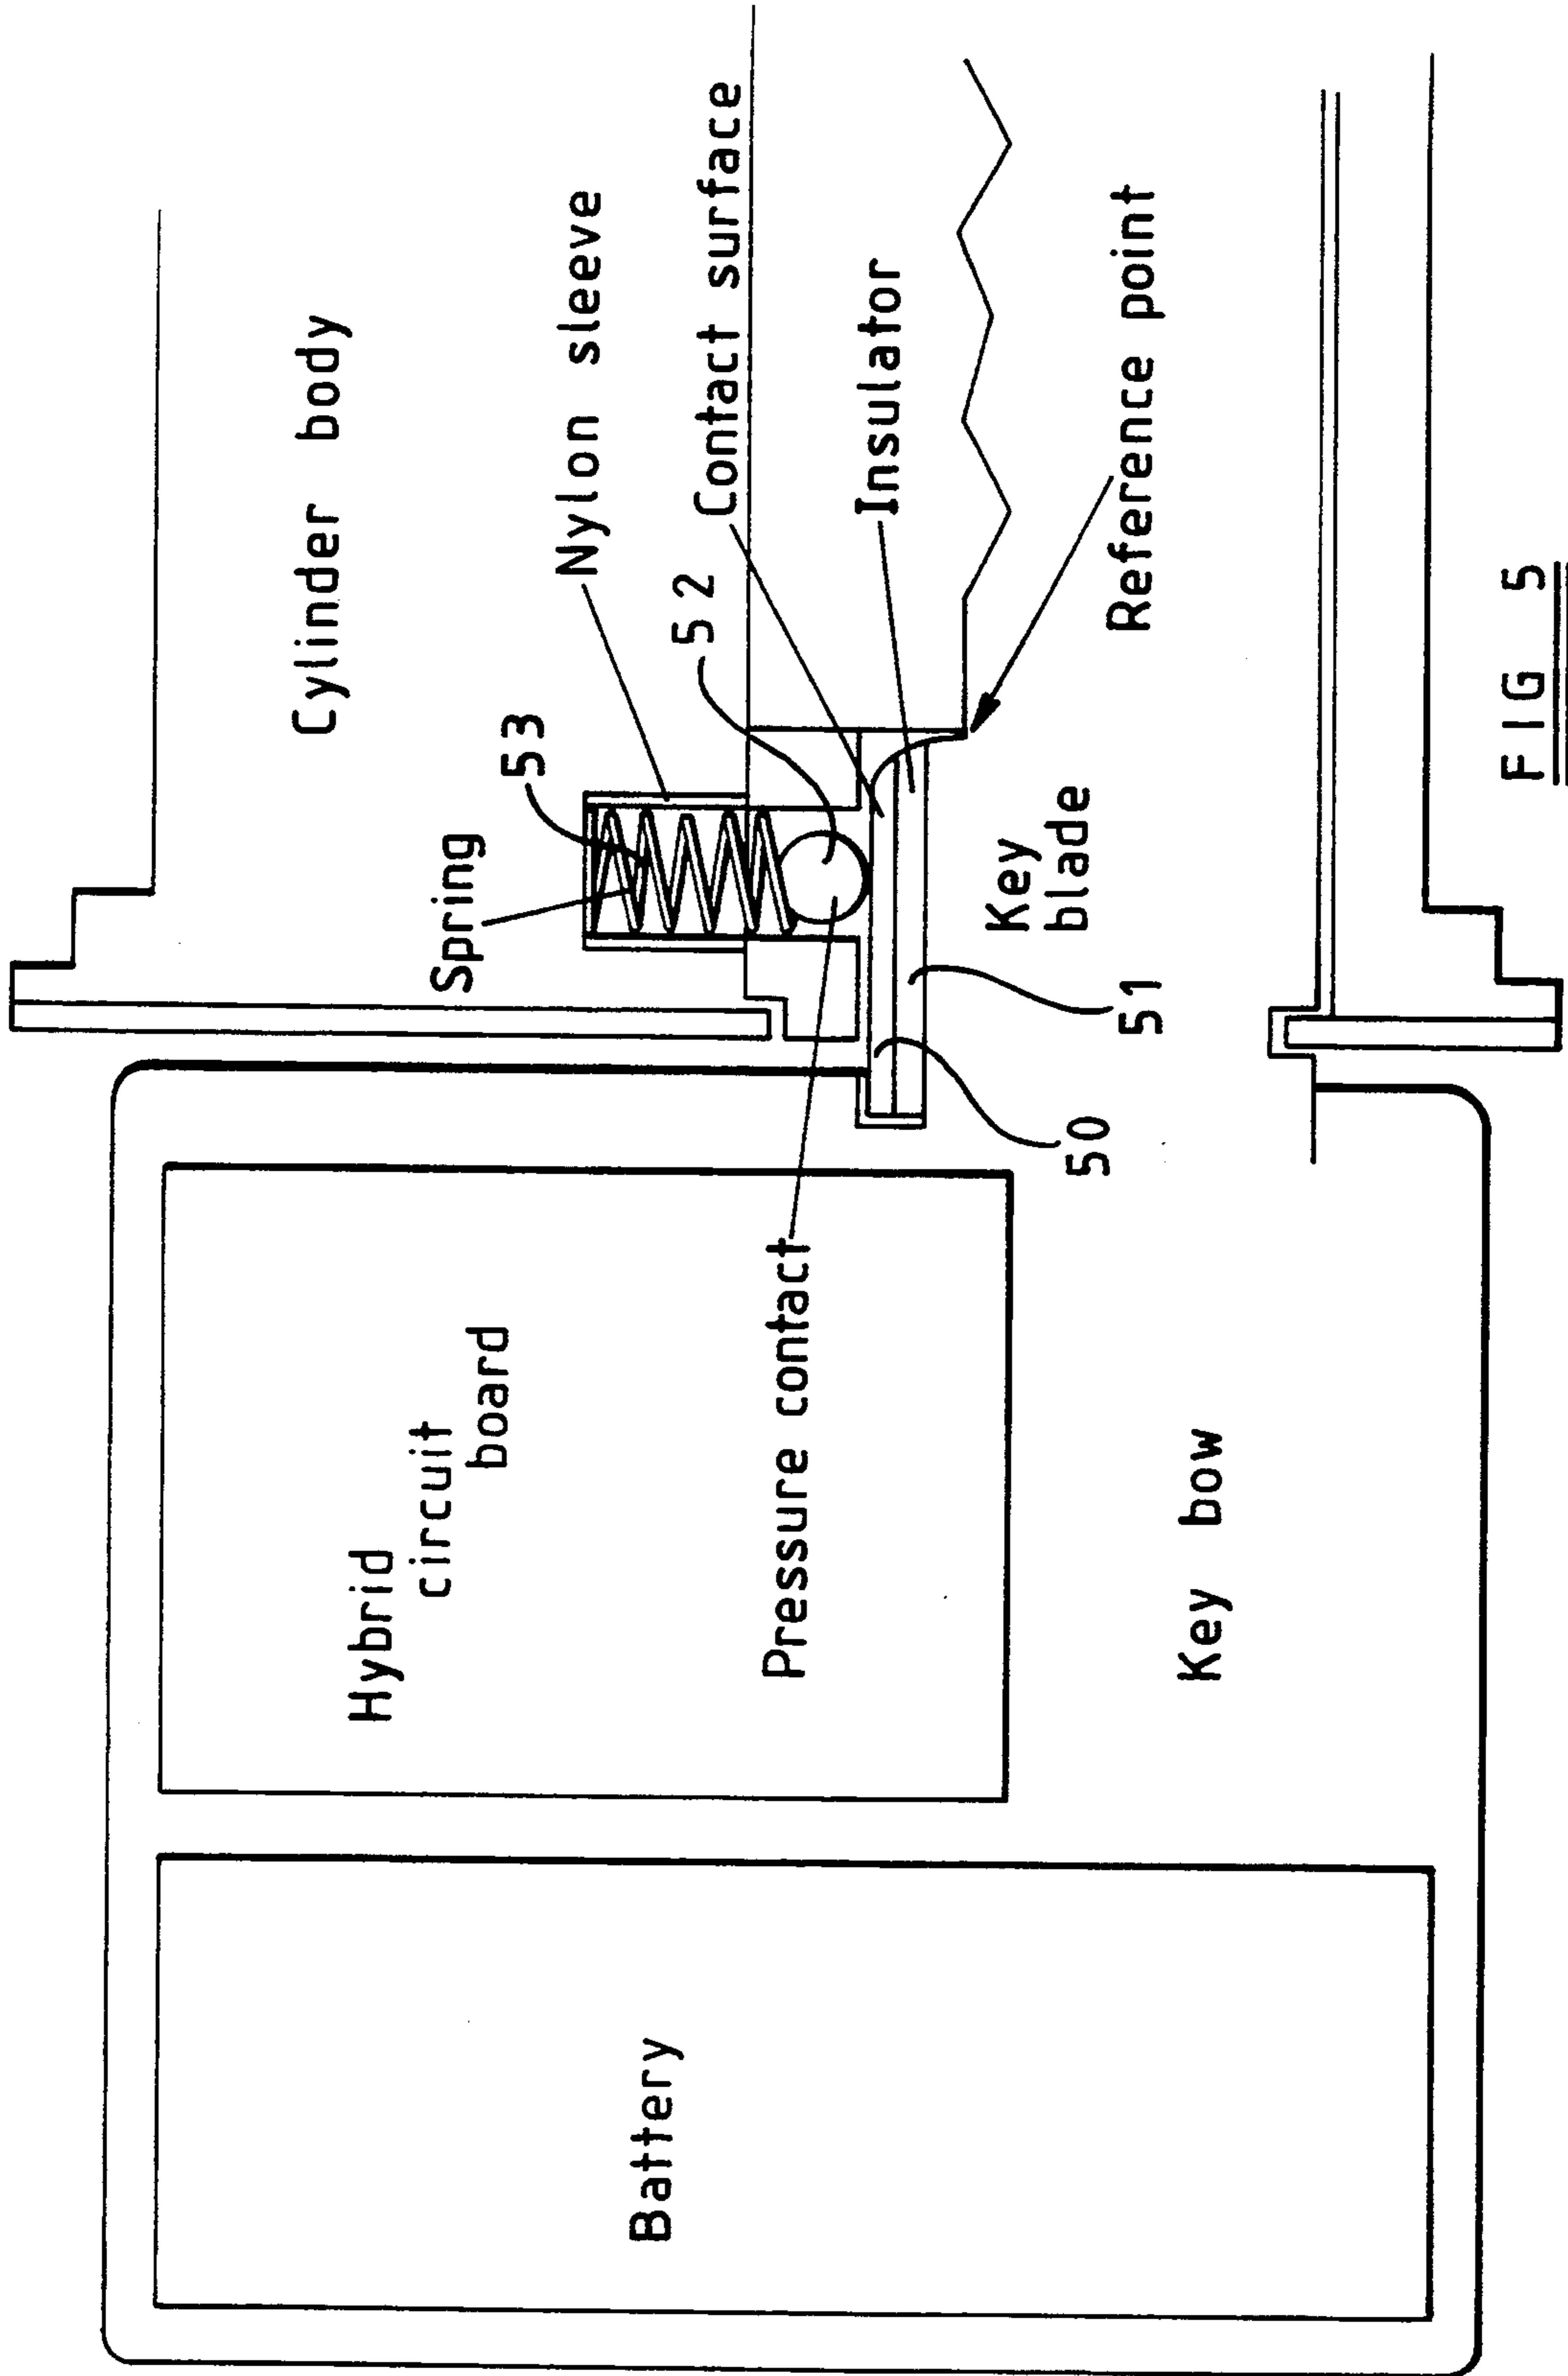 Cylinder body
Nylon sleeve
Contact surface
Insulator
Reference point
Spring
53
52
Key
blade
51
50
Hybrid
circuit
board
Pressure contact
Key bow
Battery
FIG 5